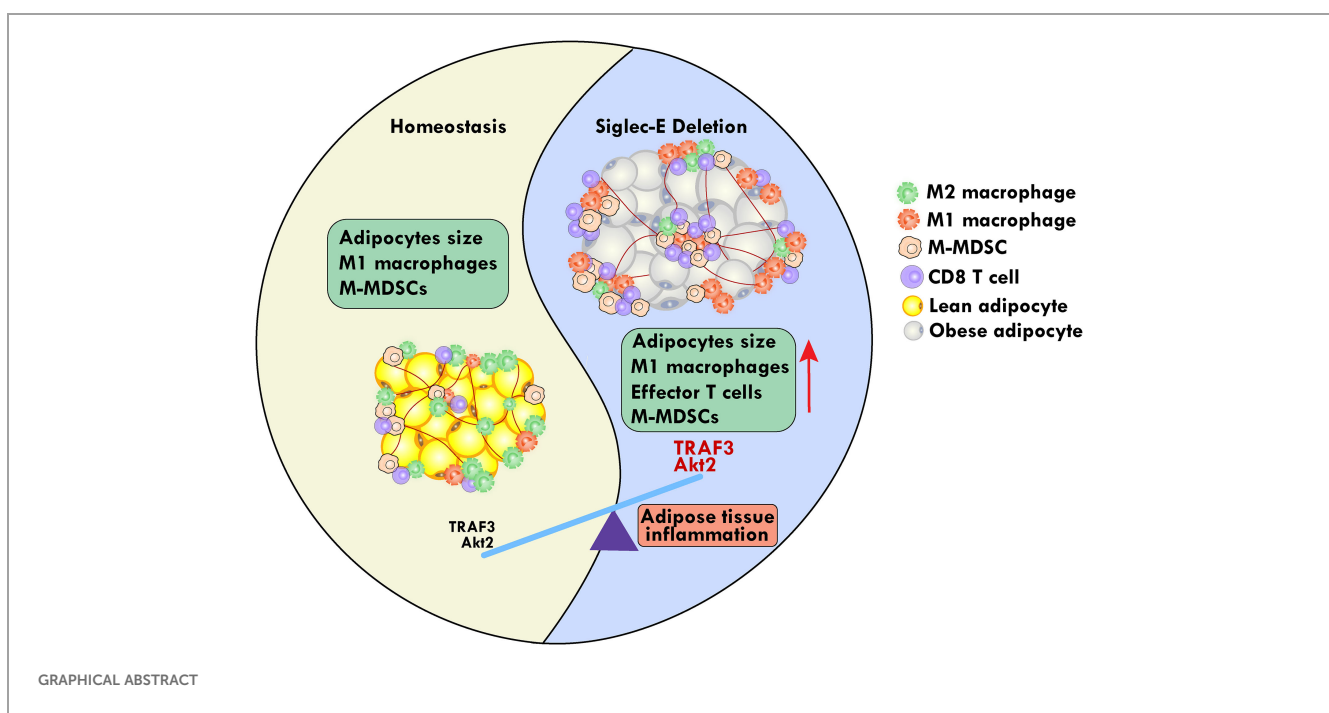 Homeostasis
Siglec-E Deletion
Adipocytes size
M1 macrophages
M-MDSCs
Adipocytes size
M1 macrophages
Effector T cells
M-MDSCs
TRAF3
Akt2
TRAF3
Akt2
Adipose tissue
inflammation
M2 macrophage
M1 macrophage
M-MDSC
CD8 T cell
Lean adipocyte
Obese adipocyte
GRAPHICAL ABSTRACT